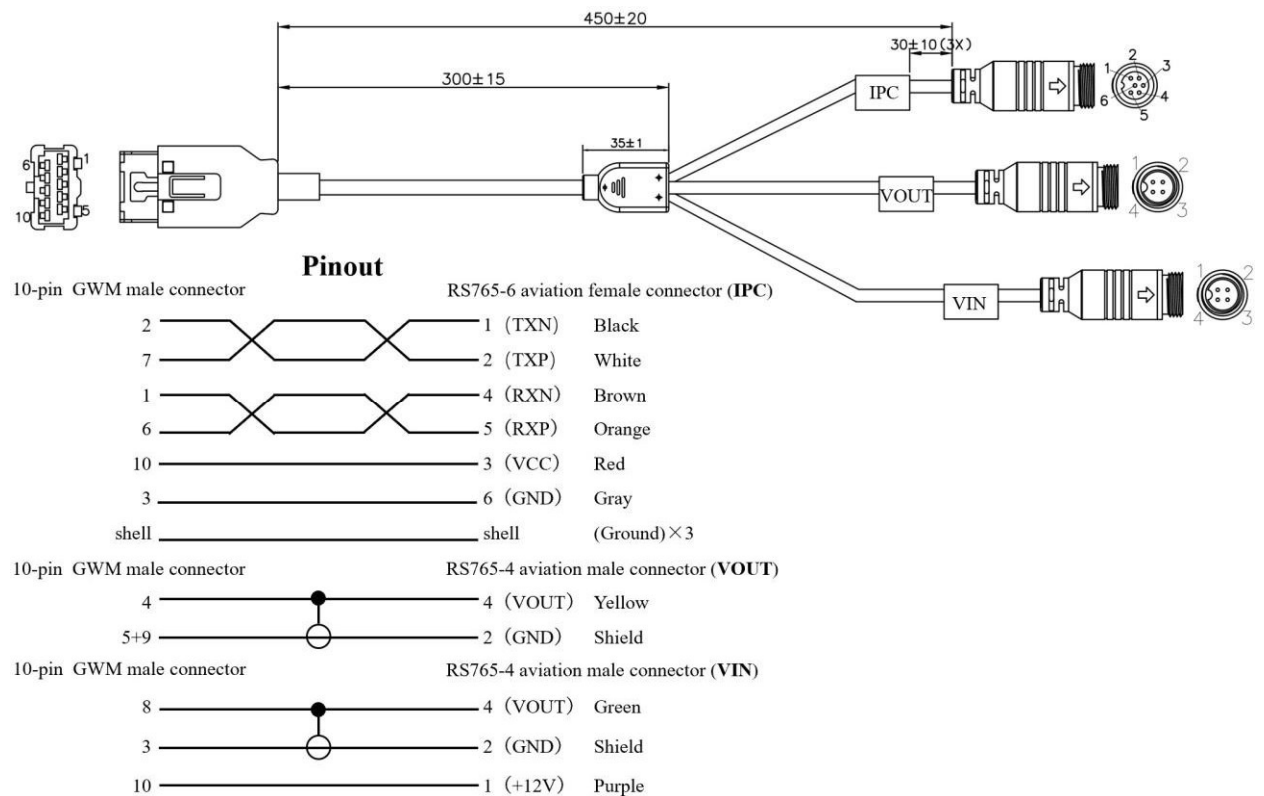 450±20
30±10(3X)
300±15
35±1
IPC
1 2 3 4 5 6
VOUT
1 2 3 4
VIN
1 2 3 4
6 1
10 5
Pinout
10-pin GWM male connector RS765-6 aviation female connector (IPC)
2 1 (TXN) Black
7 2 (TXP) White
1 4 (RXN) Brown
6 5 (RXP) Orange
10 3 (VCC) Red
3 6 (GND) Gray
shell shell (Ground)×3
10-pin GWM male connector RS765-4 aviation male connector (VOUT)
4 4 (VOUT) Yellow
5+9 2 (GND) Shield
10-pin GWM male connector RS765-4 aviation male connector (VIN)
8 4 (VOUT) Green
3 2 (GND) Shield
10 1 (+12V) Purple